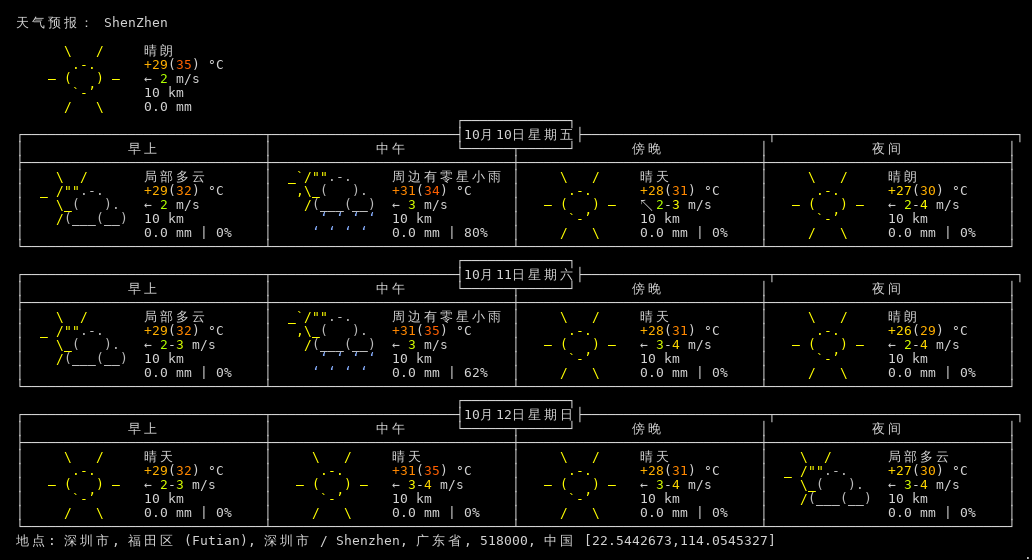 天气预报： ShenZhen
晴朗
+29(35) °C
← 2 m/s
10 km
0.0 mm
10月10日星期五
早上 中午 傍晚 夜间
局部多云 周边有零星小雨 晴天 晴朗
+29(32) °C +31(34) °C +28(31) °C +27(30) °C
← 2 m/s ← 3 m/s ↖ 2-3 m/s ← 2-4 m/s
10 km 10 km 10 km 10 km
0.0 mm | 0% 0.0 mm | 80% 0.0 mm | 0% 0.0 mm | 0%
10月11日星期六
早上 中午 傍晚 夜间
局部多云 周边有零星小雨 晴天 晴朗
+29(32) °C +31(35) °C +28(31) °C +26(29) °C
← 2-3 m/s ← 3 m/s ← 3-4 m/s ← 2-4 m/s
10 km 10 km 10 km 10 km
0.0 mm | 0% 0.0 mm | 62% 0.0 mm | 0% 0.0 mm | 0%
10月12日星期日
早上 中午 傍晚 夜间
晴天 晴天 晴天 局部多云
+29(32) °C +31(35) °C +28(31) °C +27(30) °C
← 2-3 m/s ← 3-4 m/s ← 3-4 m/s ← 3-4 m/s
10 km 10 km 10 km 10 km
0.0 mm | 0% 0.0 mm | 0% 0.0 mm | 0% 0.0 mm | 0%
地点: 深圳市, 福田区 (Futian), 深圳市 / Shenzhen, 广东省, 518000, 中国 [22.5442673,114.0545327]